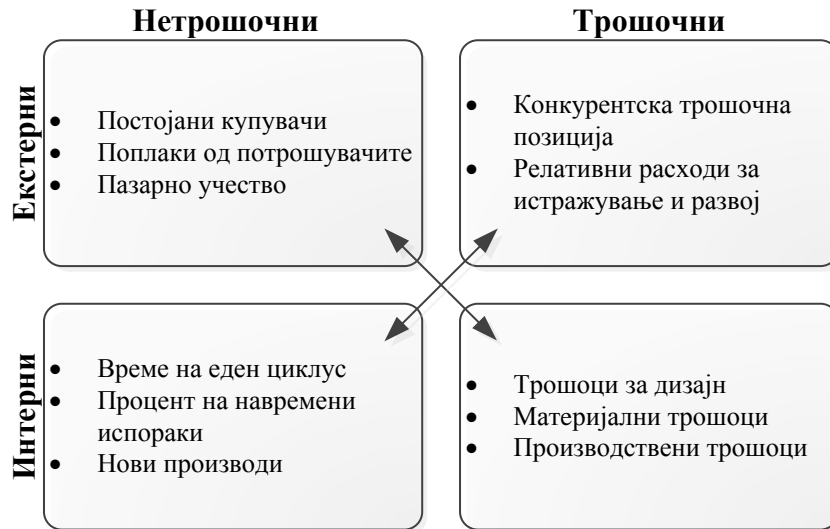 Нетрошочни
Трошочни
Екстерни
• Постојани купувачи
• Поплаки од потрошувачите
• Пазарно учество
• Конкурентска трошочна
позиција
• Релативни расходи за
истражување и развој
Интерни
• Време на еден циклус
• Процент на навремени
испораки
• Нови производи
• Трошоци за дизајн
• Материјални трошоци
• Производствени трошоци